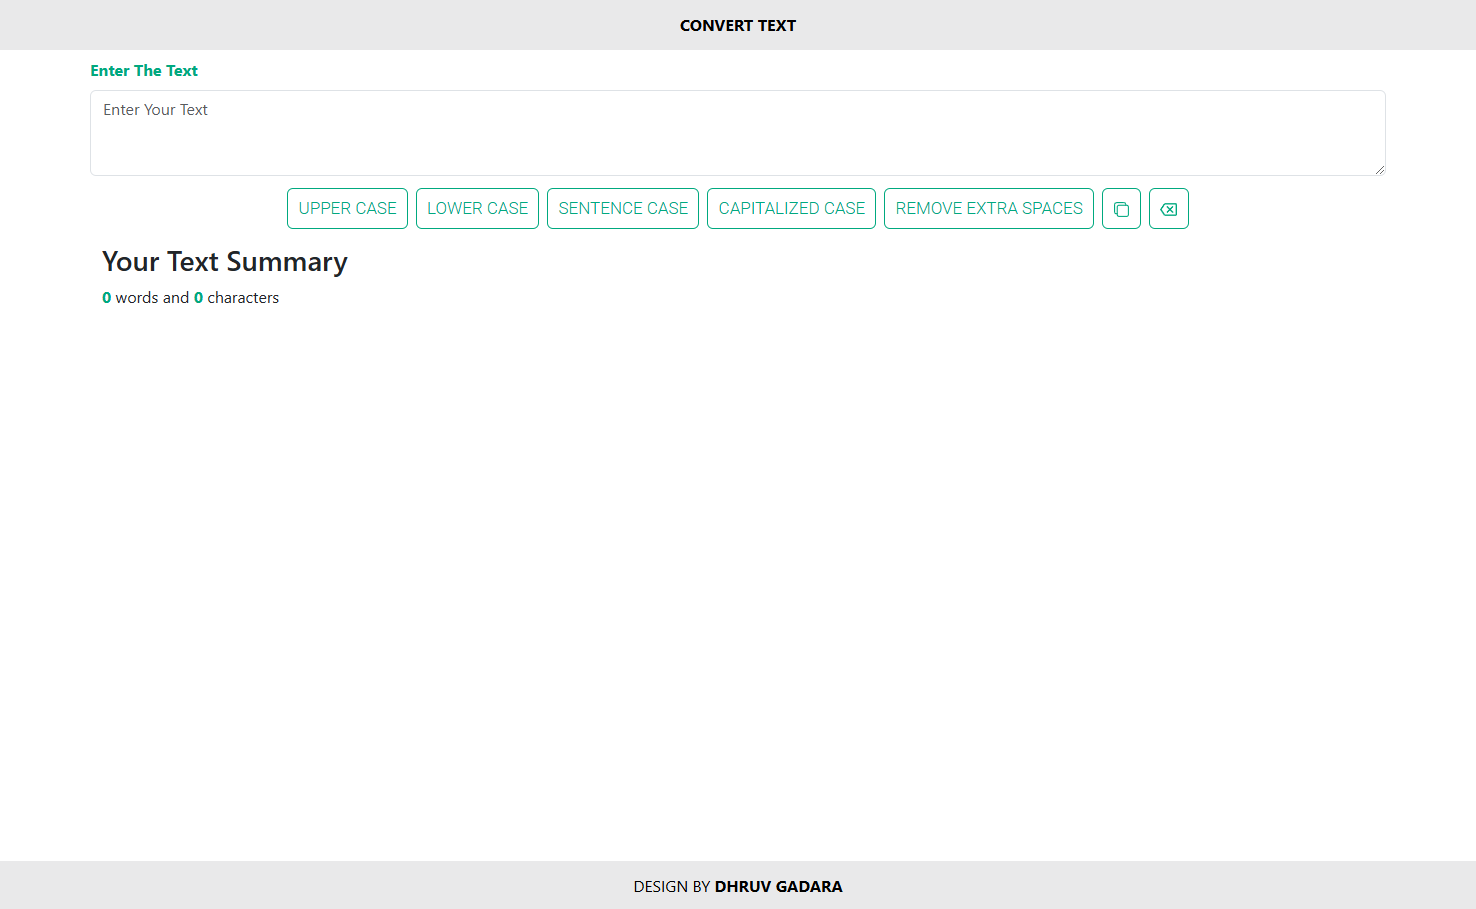 CONVERT TEXT
Enter The Text
Enter Your Text
UPPER CASE LOWER CASE SENTENCE CASE CAPITALIZED CASE REMOVE EXTRA SPACES
Your Text Summary
0 words and 0 characters
DESIGN BY DHRUV GADARA